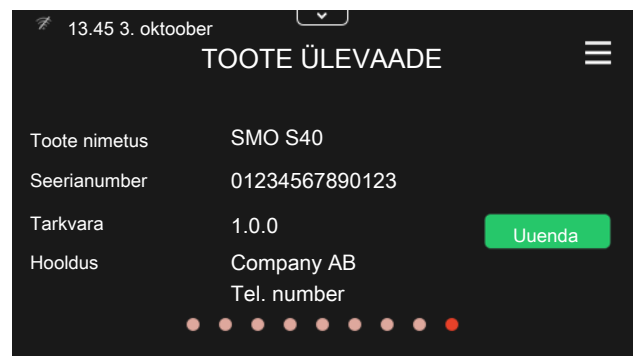 13.45 3. oktoober
TOOTE ÜLEVAADE
Toote nimetus SMO S40
Seerianumber 01234567890123
Tarkvara 1.0.0 Uuenda
Hooldus Company AB
Tel. number